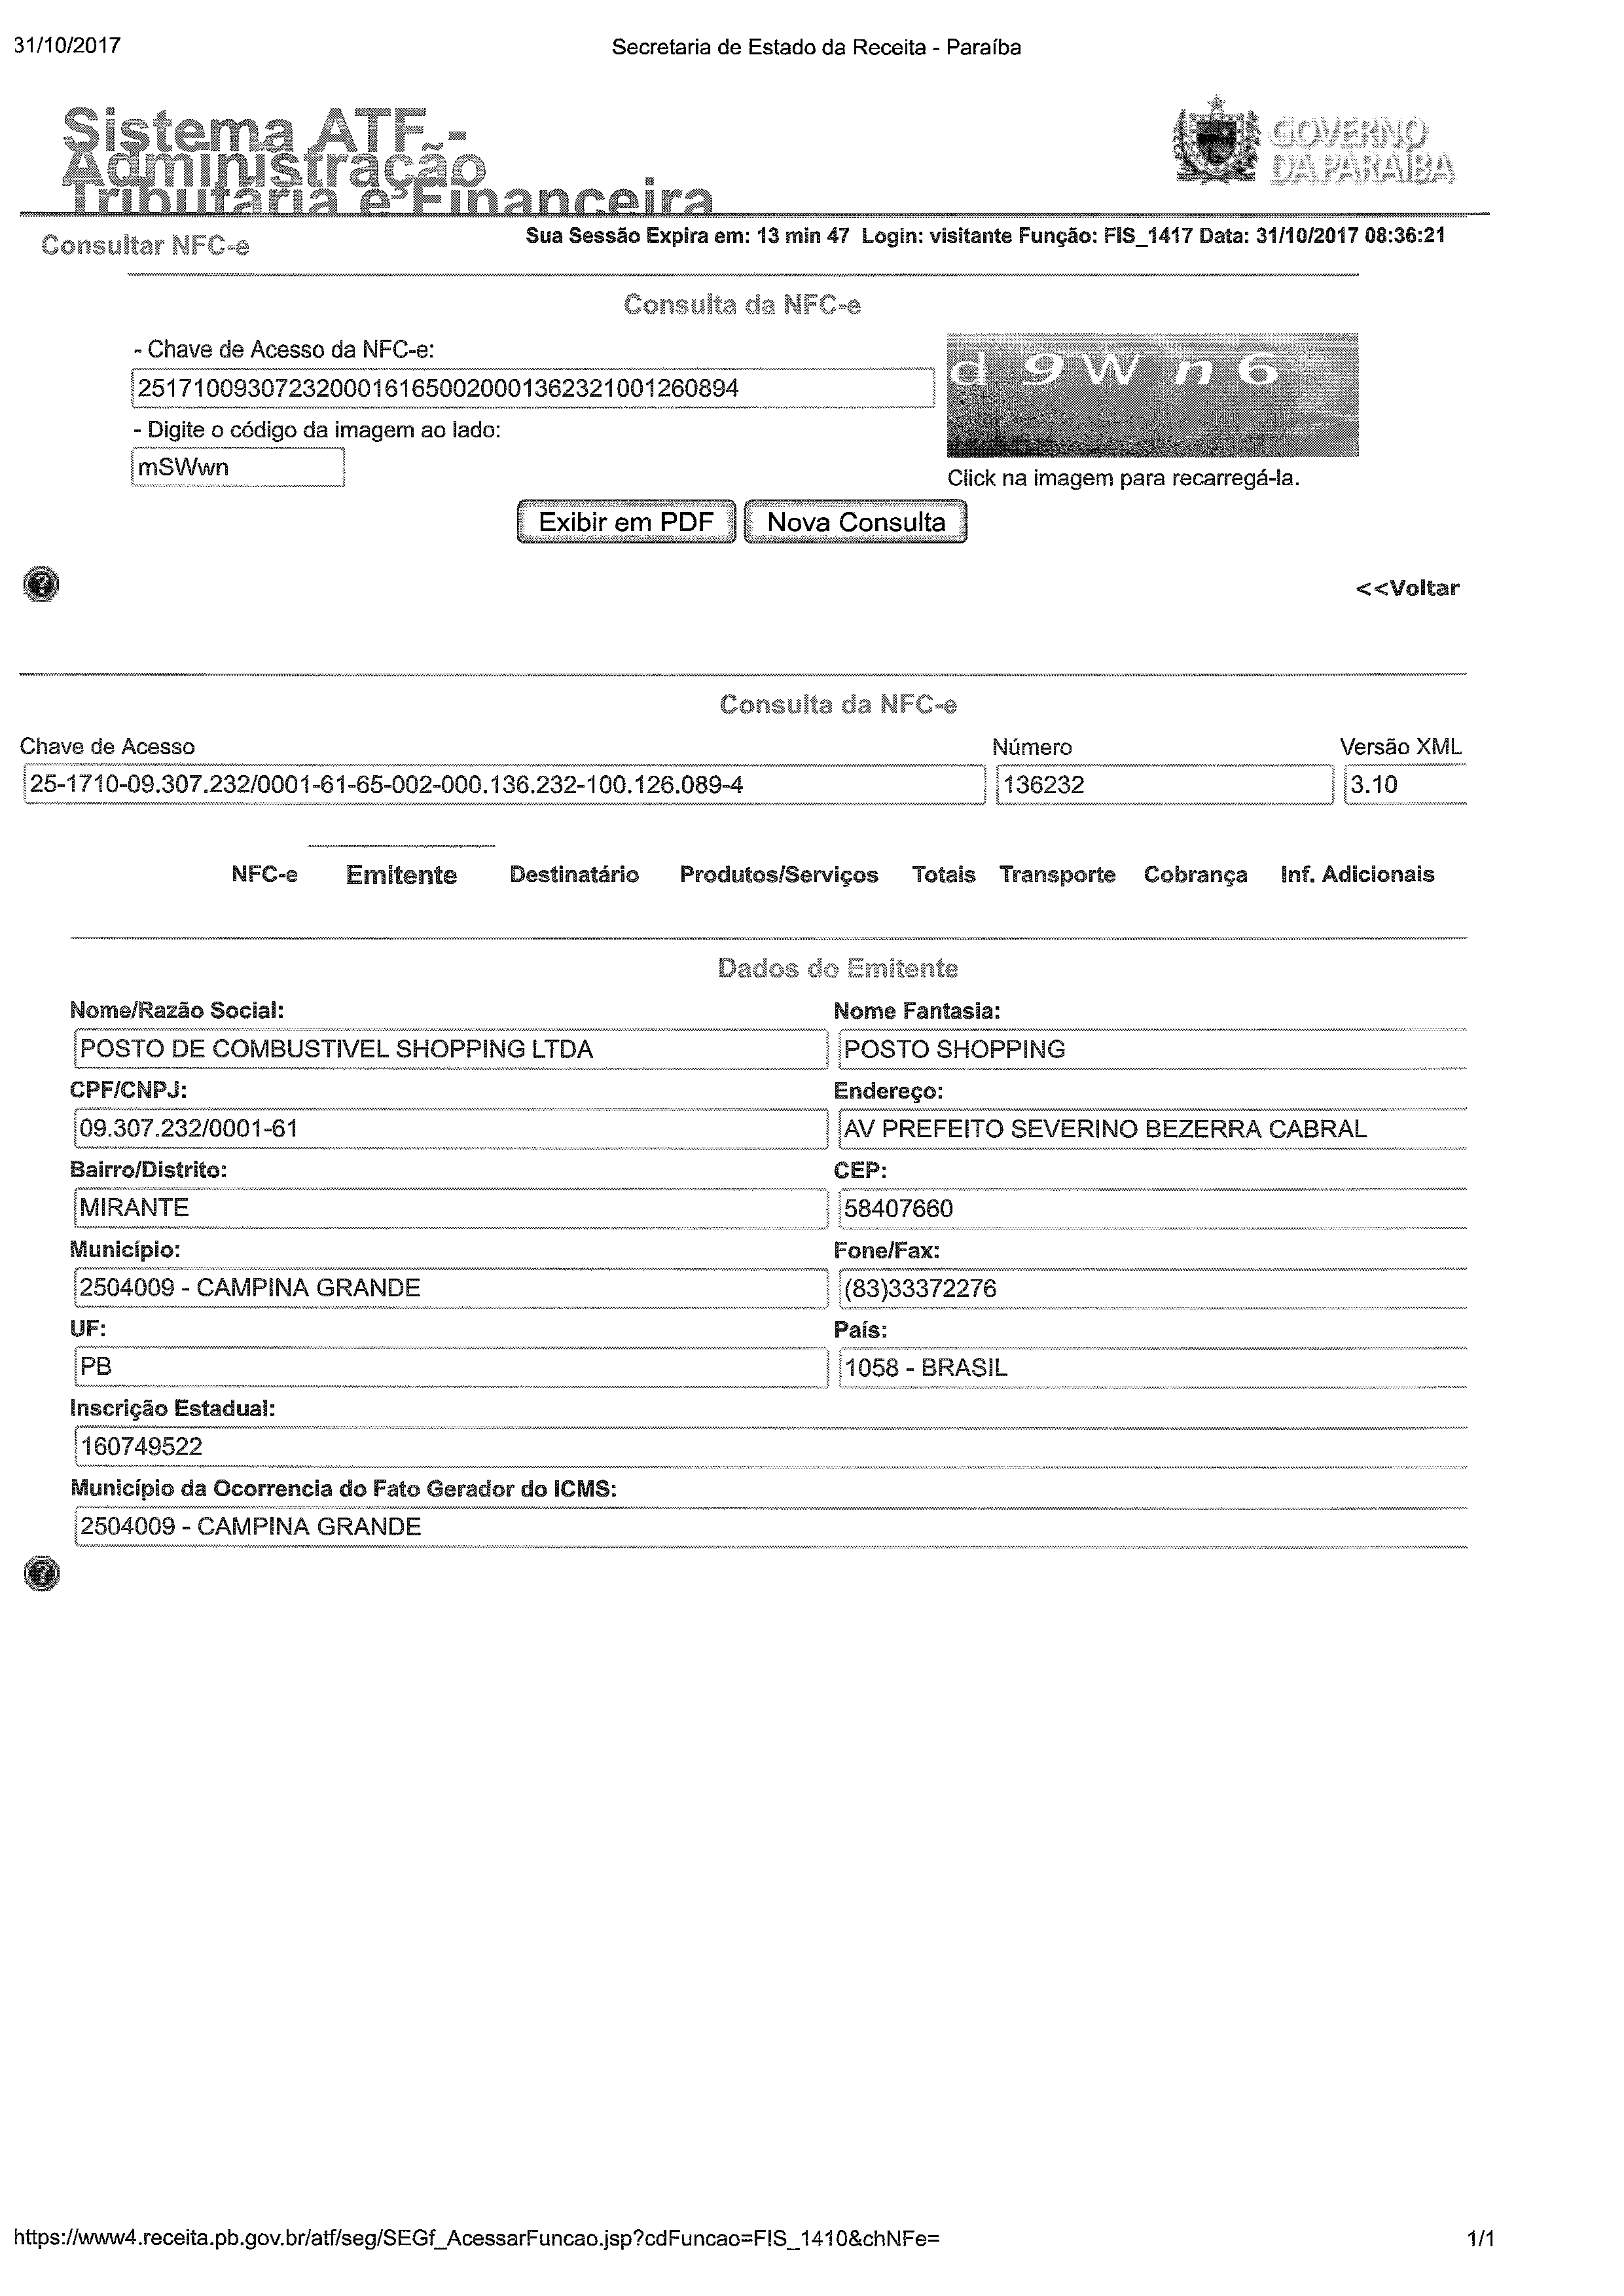 31/10/2017 Secretaria de Estado da Receita - Paraíba
Sistema ATF -
Administração
Tributária e Financeira
GOVERNO
DA PARAÍBA
Consultar NFC-e Sua Sessão Expira em: 13 min 47 Login: visitante Função: FIS_1417 Data: 31/10/2017 08:36:21
Consulta da NFC-e
- Chave de Acesso da NFC-e:
25171009307232000161650020001362321001260894
d 9 W n 6
- Digite o código da imagem ao lado:
mSWwn
Click na imagem para recarregá-la.
Exibir em PDF Nova Consulta
<<Voltar
Consulta da NFC-e
Chave de Acesso Número Versão XML
25-1710-09.307.232/0001-61-65-002-000.136.232-100.126.089-4 136232 3.10
NFC-e Emitente Destinatário Produtos/Serviços Totais Transporte Cobrança Inf. Adicionais
Dados do Emitente
Nome/Razão Social: Nome Fantasia:
POSTO DE COMBUSTIVEL SHOPPING LTDA POSTO SHOPPING
CPF/CNPJ: Endereço:
09.307.232/0001-61 AV PREFEITO SEVERINO BEZERRA CABRAL
Bairro/Distrito: CEP:
MIRANTE 58407660
Município: Fone/Fax:
2504009 - CAMPINA GRANDE (83)33372276
UF: País:
PB 1058 - BRASIL
Inscrição Estadual:
160749522
Município da Ocorrencia do Fato Gerador do ICMS:
2504009 - CAMPINA GRANDE
https://www4.receita.pb.gov.br/atf/seg/SEGf_AcessarFuncao.jsp?cdFuncao=FIS_1410&chNFe= 1/1